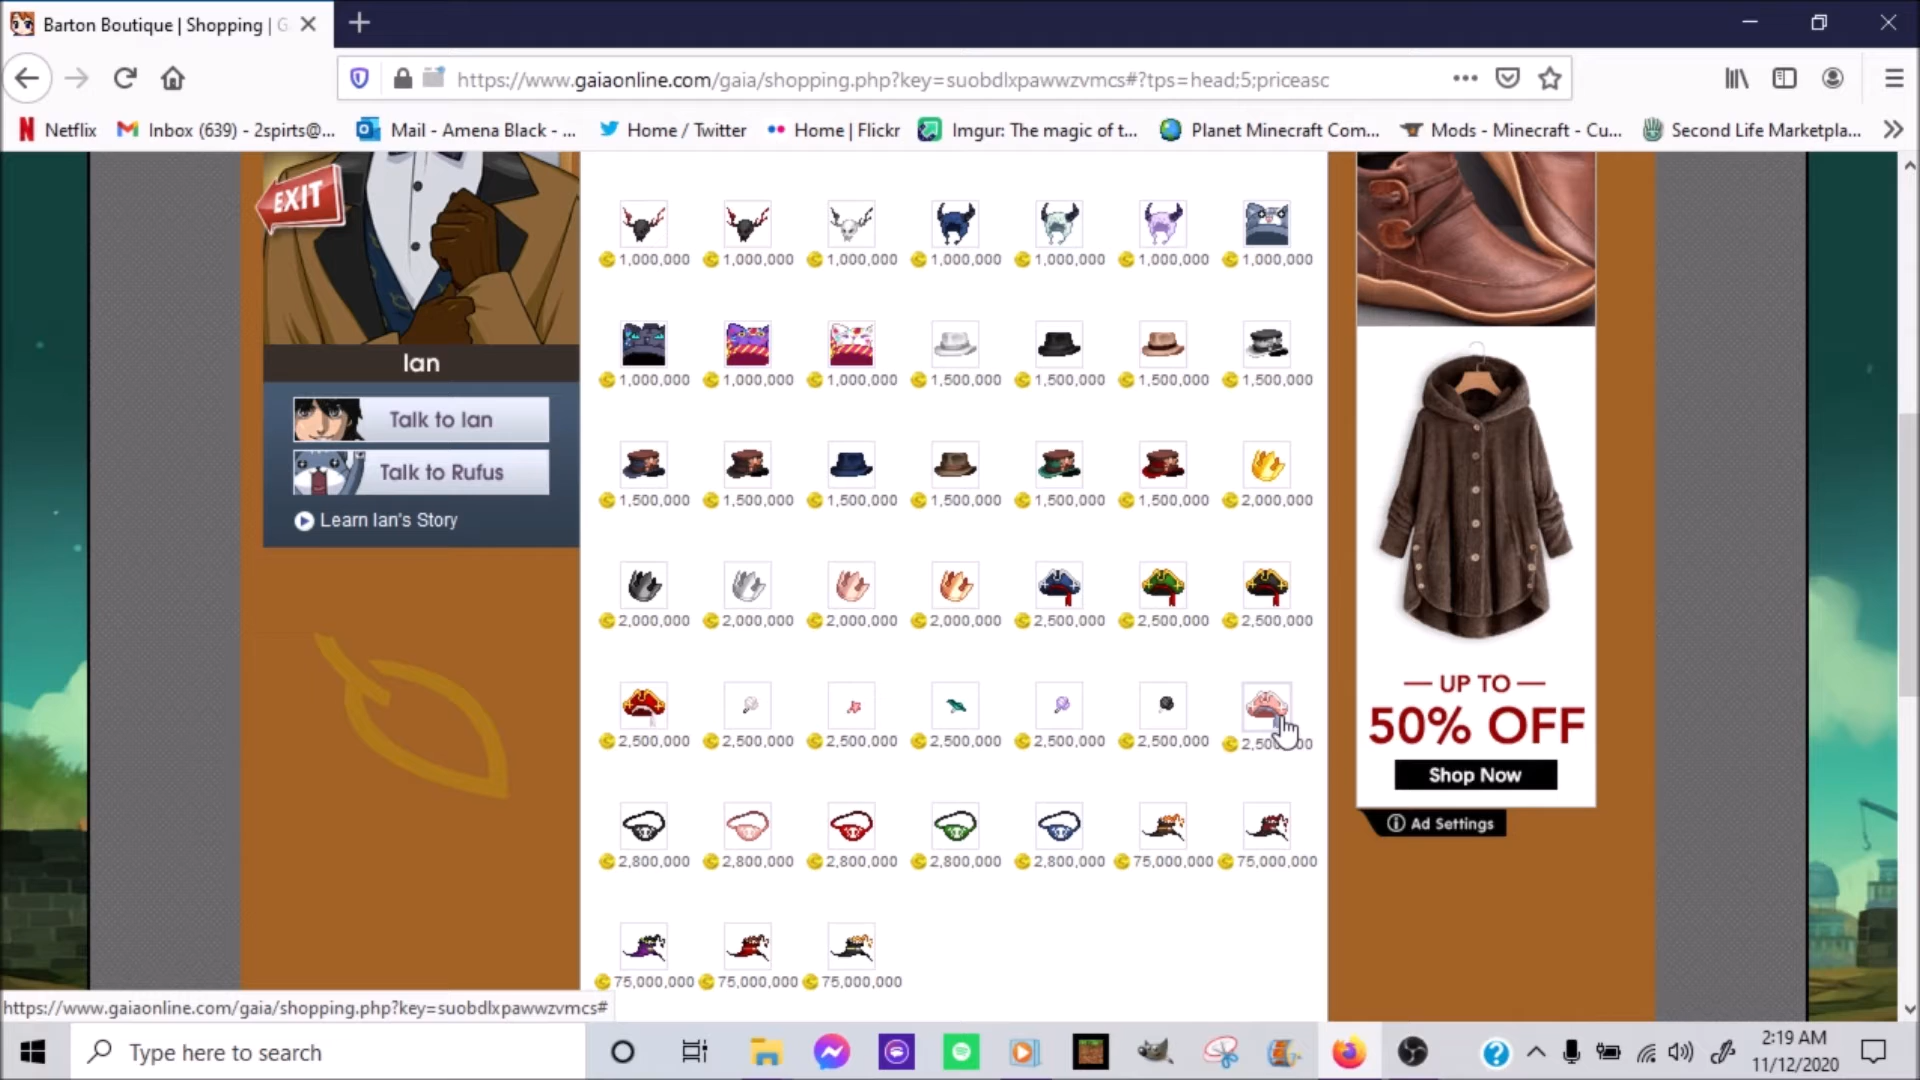 Barton Boutique | Shopping | G
https://www.gaiaonline.com/gaia/shopping.php?key=suobdlxpawwzvmcs#?tps=head;5;priceasc
Netflix
Inbox (639) - 2spirts@...
Mail - Amena Black - ...
Home / Twitter
Home | Flickr
Imgur: The magic of t...
Planet Minecraft Com...
Mods - Minecraft - Cu...
Second Life Marketpla...
EXIT
Ian
Talk to Ian
Talk to Rufus
Learn Ian's Story
1,000,000 1,000,000 1,000,000 1,000,000 1,000,000 1,000,000 1,000,000
1,000,000 1,000,000 1,000,000 1,500,000 1,500,000 1,500,000 1,500,000
1,500,000 1,500,000 1,500,000 1,500,000 1,500,000 1,500,000 2,000,000
2,000,000 2,000,000 2,000,000 2,000,000 2,500,000 2,500,000 2,500,000
2,500,000 2,500,000 2,500,000 2,500,000 2,500,000 2,500,000
2,800,000 2,800,000 2,800,000 2,800,000 2,800,000 75,000,000 75,000,000
75,000,000 75,000,000 75,000,000
UP TO
50% OFF
Shop Now
Ad Settings
https://www.gaiaonline.com/gaia/shopping.php?key=suobdlxpawwzvmcs#
Type here to search
2:19 AM
11/12/2020